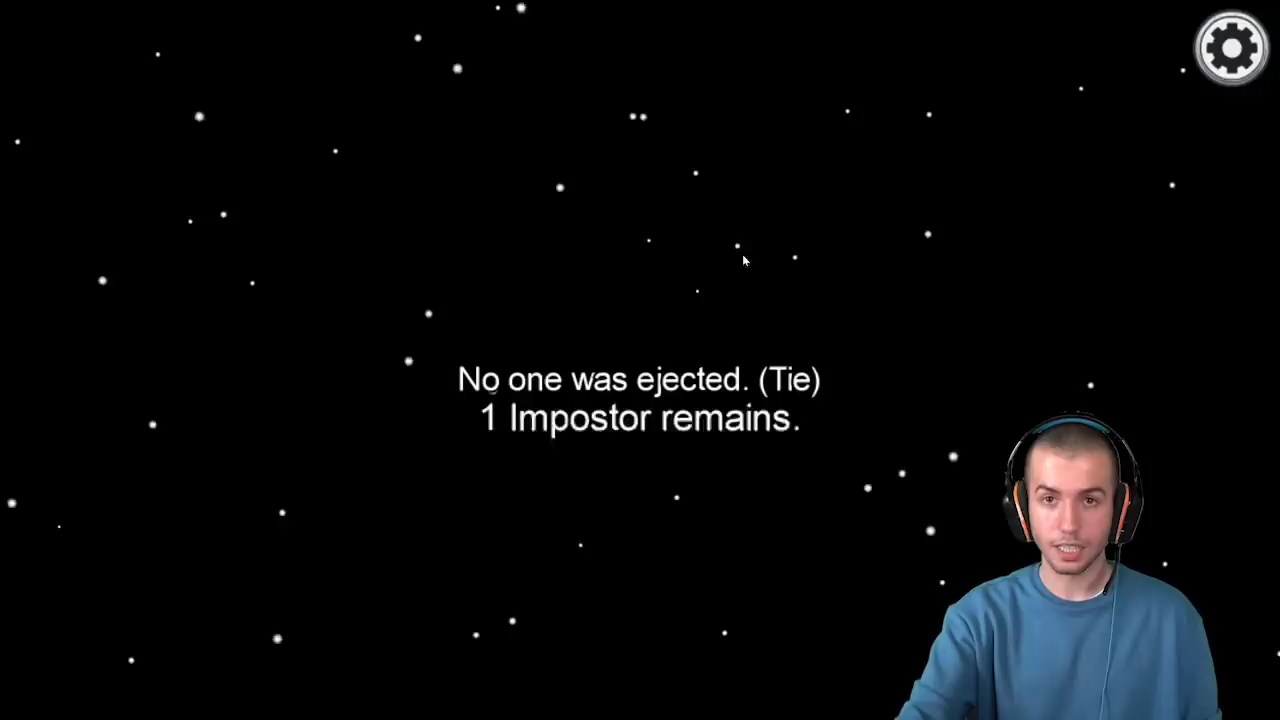 No one was ejected. (Tie)
1 Impostor remains.